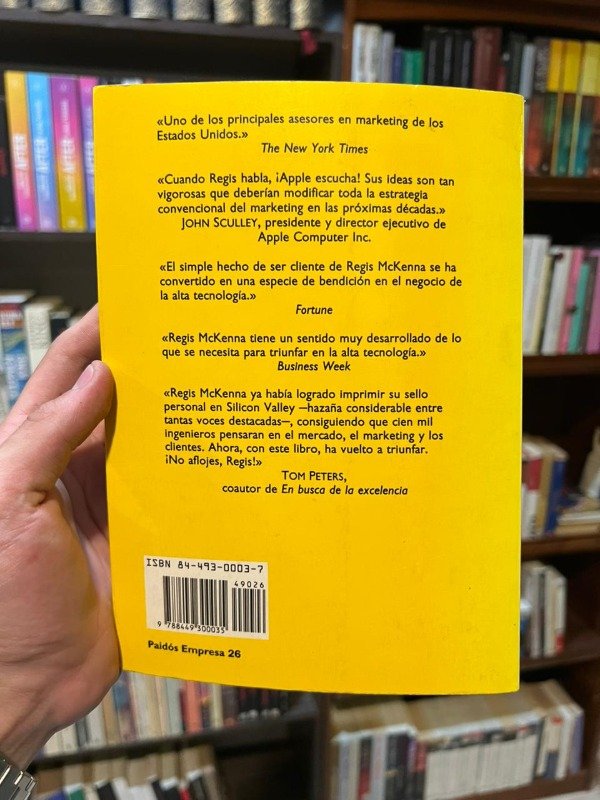 «Uno de los principales asesores en marketing de los
Estados Unidos.»
The New York Times
«Cuando Regis habla, ¡Apple escucha! Sus ideas son tan
vigorosas que deberían modificar toda la estrategia
convencional del marketing en las próximas décadas.»
JOHN SCULLEY, presidente y director ejecutivo de
Apple Computer Inc.
«El simple hecho de ser cliente de Regis McKenna se ha
convertido en una especie de bendición en el negocio de
la alta tecnología.»
Fortune
«Regis McKenna tiene un sentido muy desarrollado de lo
que se necesita para triunfar en la alta tecnología.»
Business Week
«Regis McKenna ya había logrado imprimir su sello
personal en Silicon Valley —hazaña considerable entre
tantas voces destacadas—, consiguiendo que cien mil
ingenieros pensaran en el mercado, el marketing y los
clientes. Ahora, con este libro, ha vuelto a triunfar.
¡No aflojes, Regis!»
TOM PETERS,
coautor de En busca de la excelencia
ISBN 84-493-0003-7
49026
9 788449 300035
Paidós Empresa 26
AFTER
AFTER
AFTER